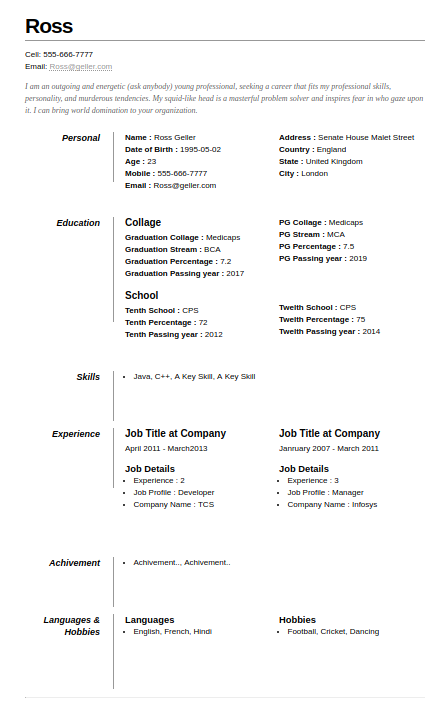 Ross
Cell: 555-666-7777
Email: Ross@geller.com
I am an outgoing and energetic (ask anybody) young professional, seeking a career that fits my professional skills,
personality, and murderous tendencies. My squid-like head is a masterful problem solver and inspires fear in who gaze upon
it, I can bring world domination to your organization.
Personal
Name : Ross Geller
Date of Birth : 1995-05-02
Age : 23
Mobile : 555-666-7777
Email : Ross@geller.com
Address : Senate House Malet Street
Country : England
State : United Kingdom
City : London
Education
Collage
Graduation Collage : Medicaps
Graduation Stream : BCA
Graduation Percentage : 7.2
Graduation Passing year : 2017
PG Collage : Medicaps
PG Stream : MCA
PG Percentage : 7.5
PG Passing year : 2019
School
Tenth School : CPS
Tenth Percentage : 72
Tenth Passing year : 2012
Twelth School : CPS
Twelth Percentage : 75
Twelth Passing year : 2014
Skills
• Java, C++, A Key Skill, A Key Skill
Experience
Job Title at Company
April 2011 - March2013
Job Details
• Experience : 2
• Job Profile : Developer
• Company Name : TCS
Job Title at Company
Janruary 2007 - March 2011
Job Details
• Experience : 3
• Job Profile : Manager
• Company Name : Infosys
Achivement
• Achivement.., Achivement..
Languages &
Hobbies
Languages
• English, French, Hindi
Hobbies
• Football, Cricket, Dancing